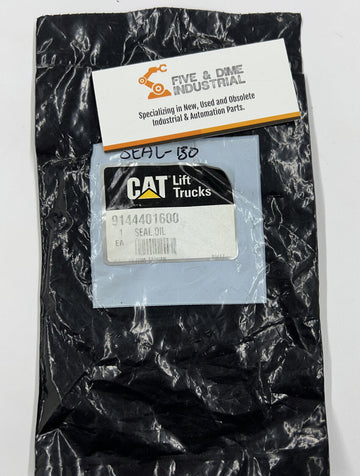 FIVE & DIME
INDUSTRIAL
Specializing in New, Used and Obsolete
Industrial & Automation Parts.
SEAL-130
CAT Lift
Trucks
9144401600
1 SEAL, OIL
EA